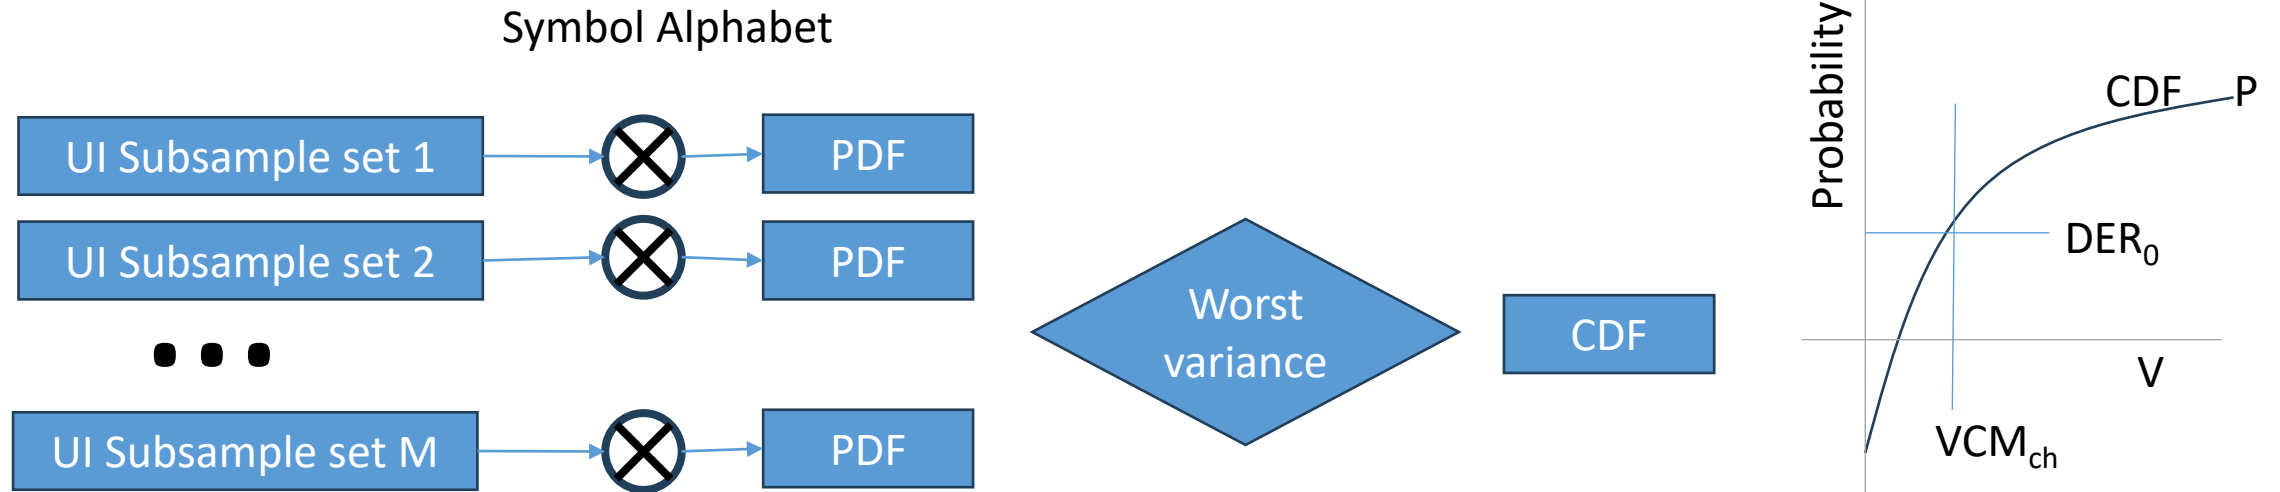 Symbol Alphabet
UI Subsample set 1
PDF
UI Subsample set 2
PDF
UI Subsample set M
PDF
Worst
variance
CDF
Probability
CDF
P
DER0
V
VCMch